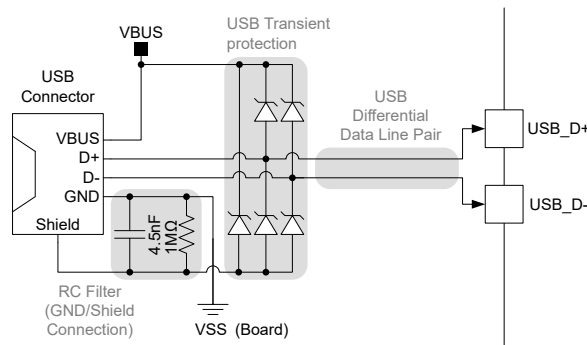 VBUS
USB Transient
protection
USB
Connector
USB
Differential
Data Line Pair
VBUS
D+
D-
GND
Shield
USB_D+
USB_D-
4.5nF
1MΩ
RC Filter
(GND/Shield
Connection)
VSS (Board)